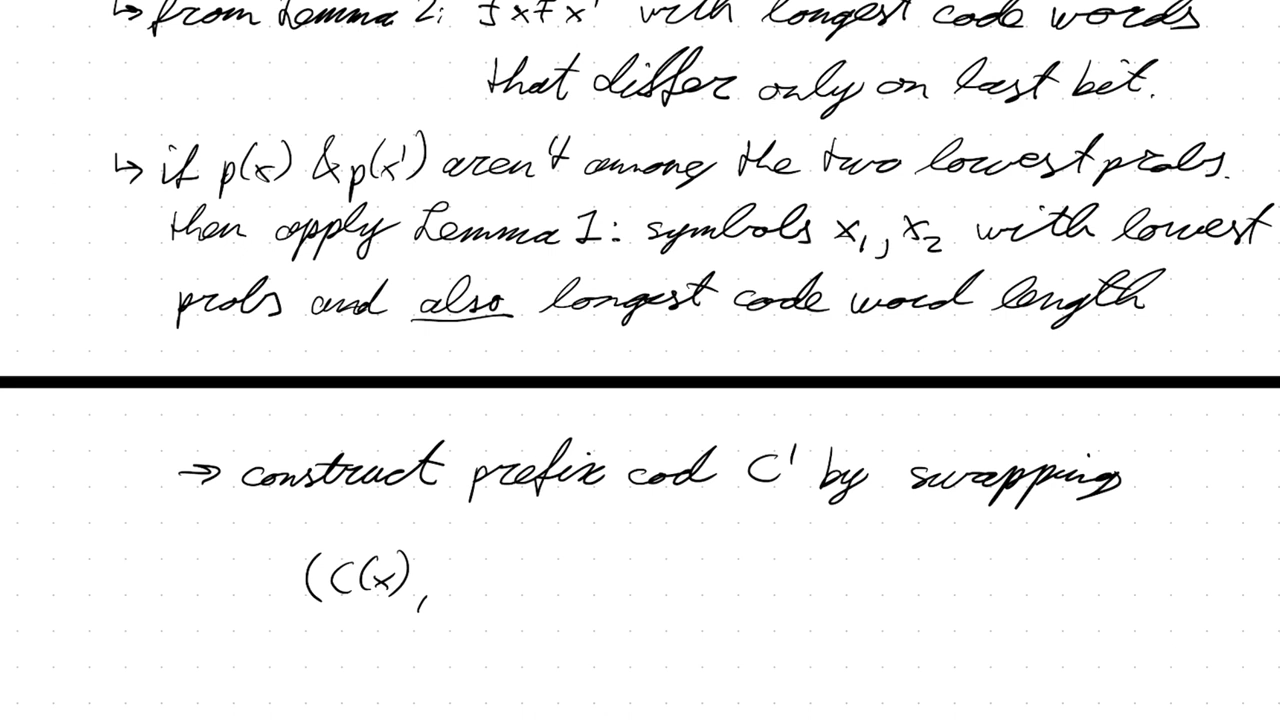 ↳ from Lemma 2: ∃ x ≠ x' with longest code words
that differ only on last bit.
↳ if p(x) & p(x') aren't among the two lowest probs.
then apply Lemma 1: symbols x₁, x₂ with lowest
probs and also longest code word length
⇒ construct prefix cod C' by swapping
(C(x),